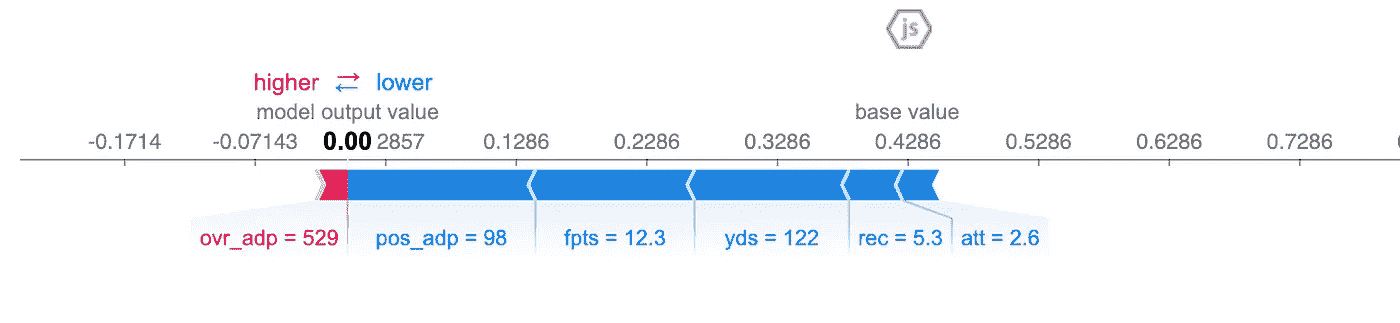 js
higher lower
model output value base value
-0.1714 -0.07143 0.00 2857 0.1286 0.2286 0.3286 0.4286 0.5286 0.6286 0.7286
ovr_adp = 529 pos_adp = 98 fpts = 12.3 yds = 122 rec = 5.3 att = 2.6